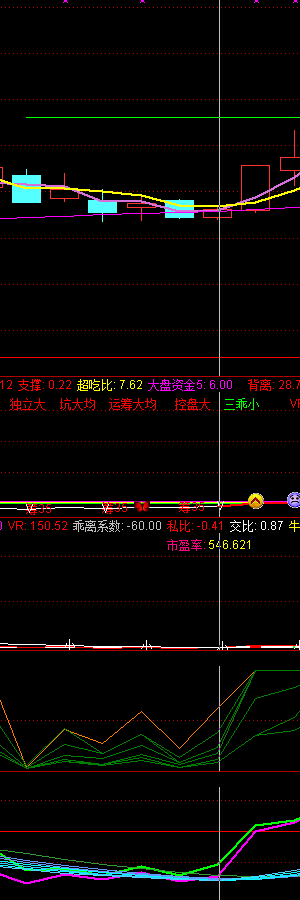 12 支撑: 0.22 超吃比: 7.62 大盘资金5: 6.00 背离: 28.7
独立大 坑大均 运筹大均 控盘大 三乖小 VR
0 VR: 150.52 乖离系数: -60.00 私比: -0.41 交比: 0.87 牛
市盈率: 546.621